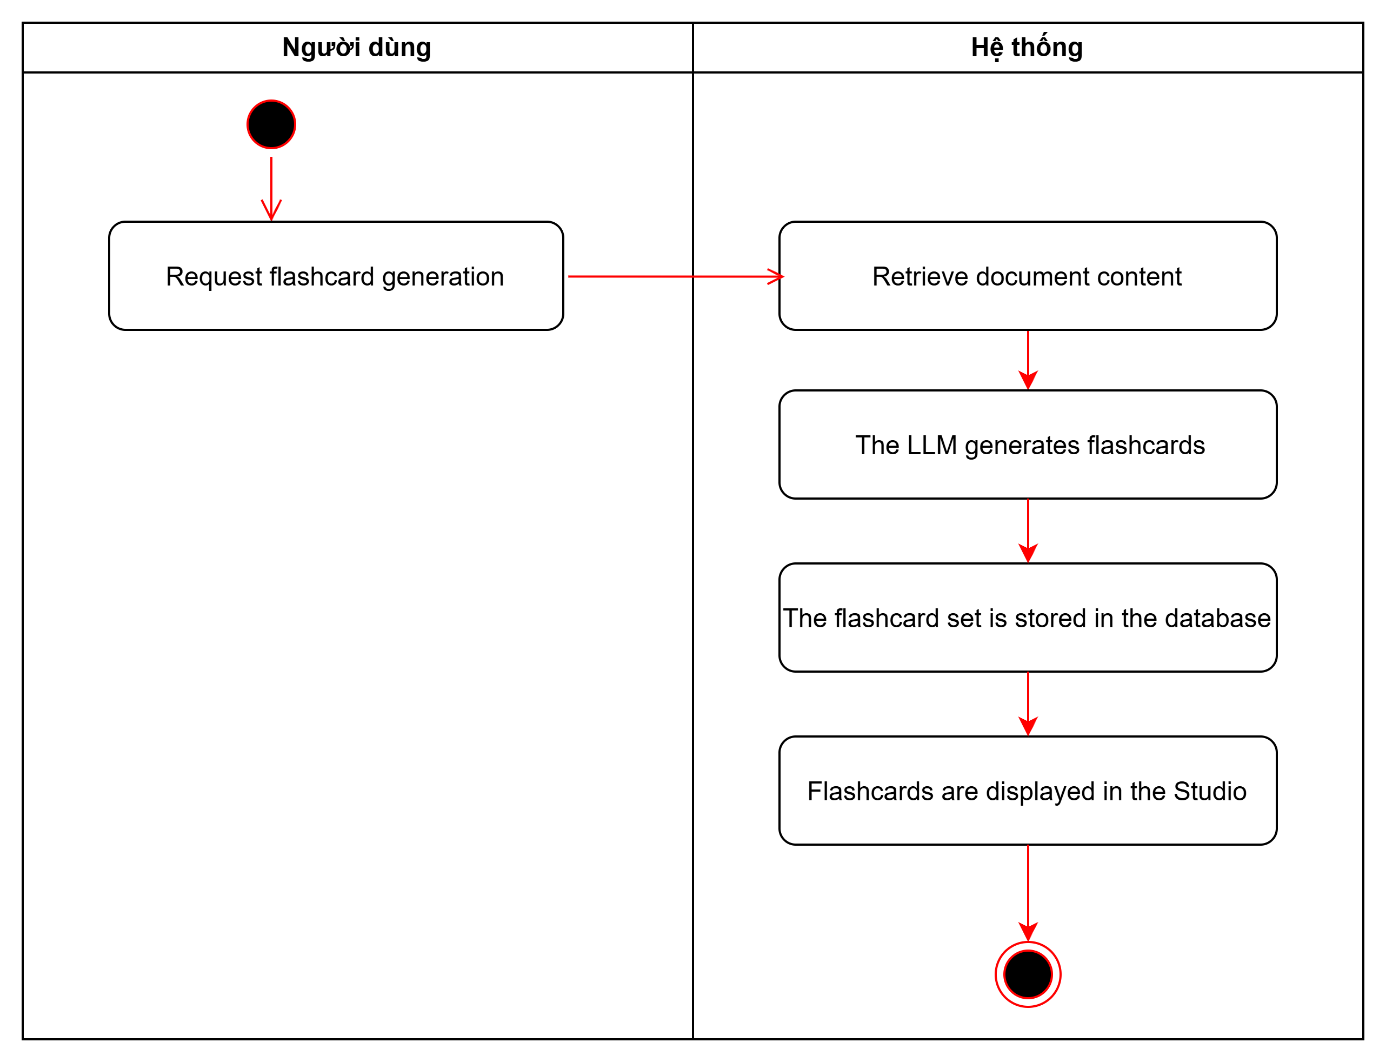 Người dùng
Hệ thống
Request flashcard generation
Retrieve document content
The LLM generates flashcards
The flashcard set is stored in the database
Flashcards are displayed in the Studio